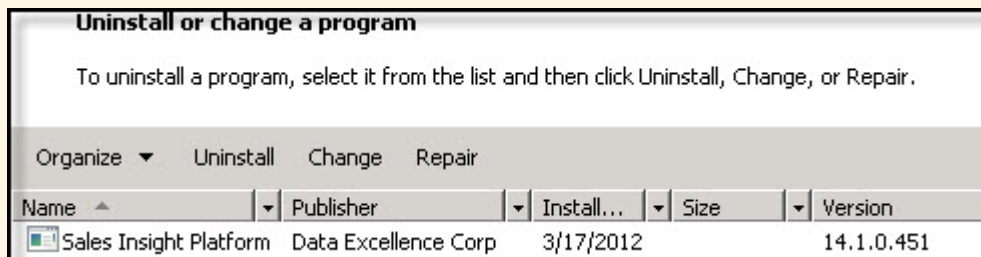 Uninstall or change a program
To uninstall a program, select it from the list and then click Uninstall, Change, or Repair.
Organize Uninstall Change Repair
Name Publisher Install... Size Version
Sales Insight Platform Data Excellence Corp 3/17/2012 14.1.0.451